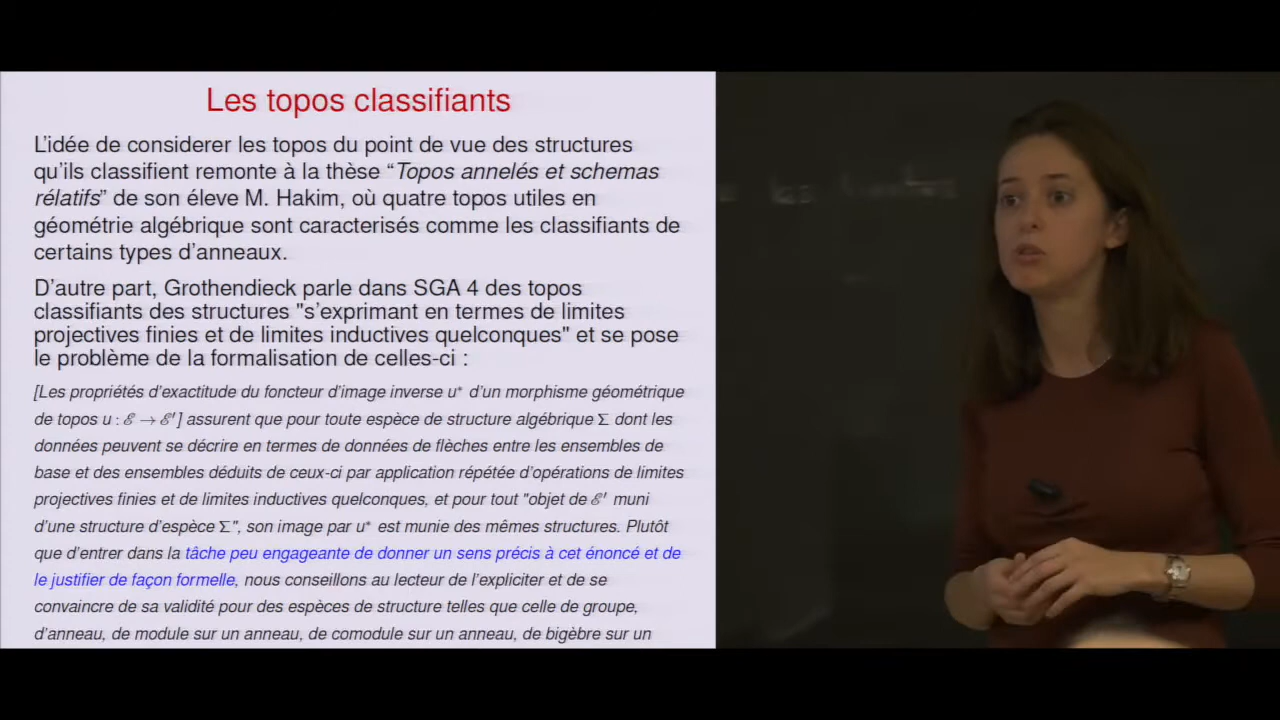 Les topos classifiants
L'idée de considerer les topos du point de vue des structures
qu'ils classifient remonte à la thèse “Topos annelés et schemas
rélatifs” de son éleve M. Hakim, où quatre topos utiles en
géométrie algébrique sont caractérisés comme les classifiants de
certains types d'anneaux.
D'autre part, Grothendieck parle dans SGA 4 des topos
classifiants des structures "s'exprimant en termes de limites
projectives finies et de limites inductives quelconques" et se pose
le problème de la formalisation de celles-ci :
[Les propriétés d'exactitude du foncteur d'image inverse u* d'un morphisme géométrique
de topos u : ℰ → ℰ′ ] assurent que pour toute espèce de structure algébrique Σ dont les
données peuvent se décrire en termes de données de flèches entre les ensembles de
base et des ensembles déduits de ceux-ci par application répétée d'opérations de limites
projectives finies et de limites inductives quelconques, et pour tout "objet de ℰ′ muni
d'une structure d'espèce Σ", son image par u* est munie des mêmes structures. Plutôt
que d'entrer dans la tâche peu engageante de donner un sens précis à cet énoncé et de
le justifier de façon formelle, nous conseillons au lecteur de l'expliciter et de se
convaincre de sa validité pour des espèces de structure telles que celle de groupe,
d'anneau, de module sur un anneau, de comodule sur un anneau, de bigèbre sur un